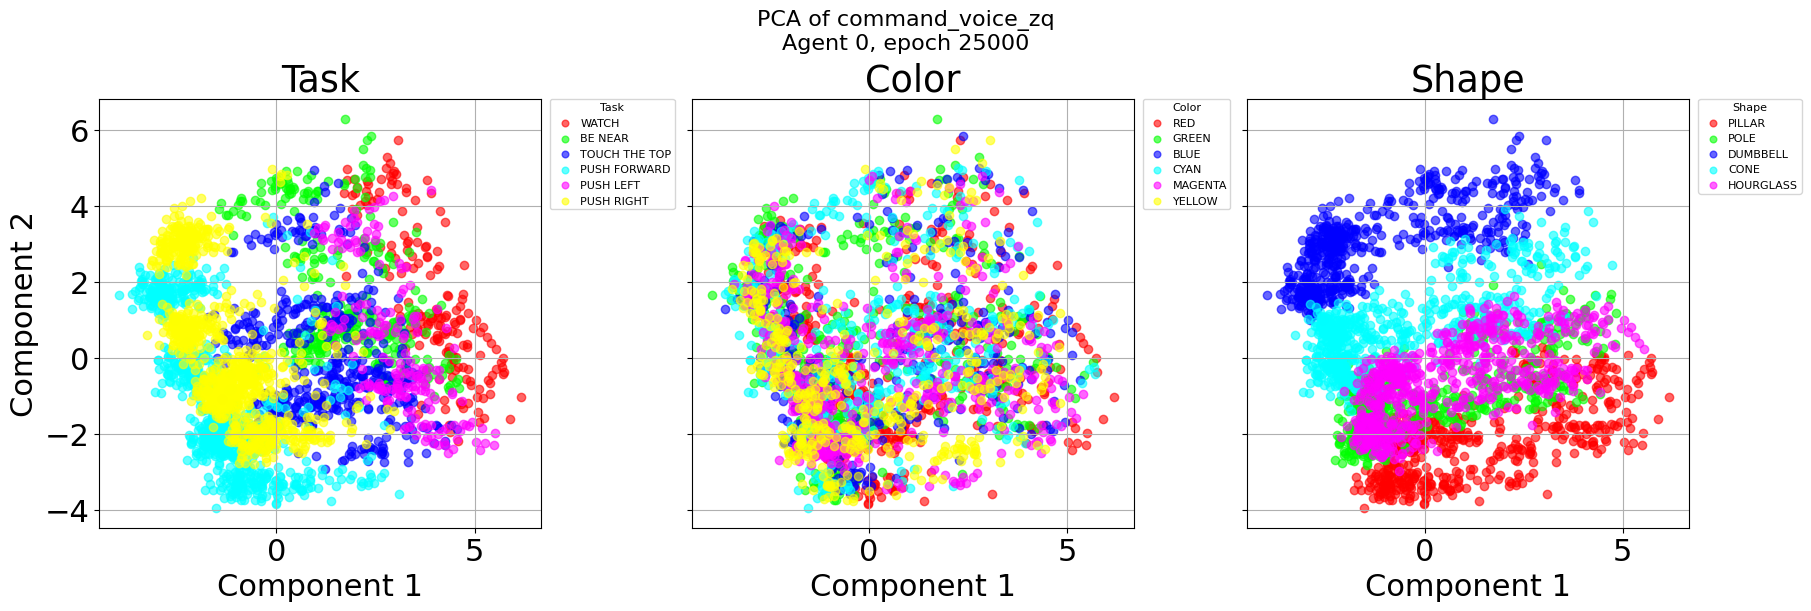 PCA of command_voice_zq
Agent 0, epoch 25000
Task
Component 2
6
4
2
0
−2
−4
0
5
Component 1
Task
WATCH
BE NEAR
TOUCH THE TOP
PUSH FORWARD
PUSH LEFT
PUSH RIGHT
Color
0
5
Component 1
Color
RED
GREEN
BLUE
CYAN
MAGENTA
YELLOW
Shape
0
5
Component 1
Shape
PILLAR
POLE
DUMBBELL
CONE
HOURGLASS